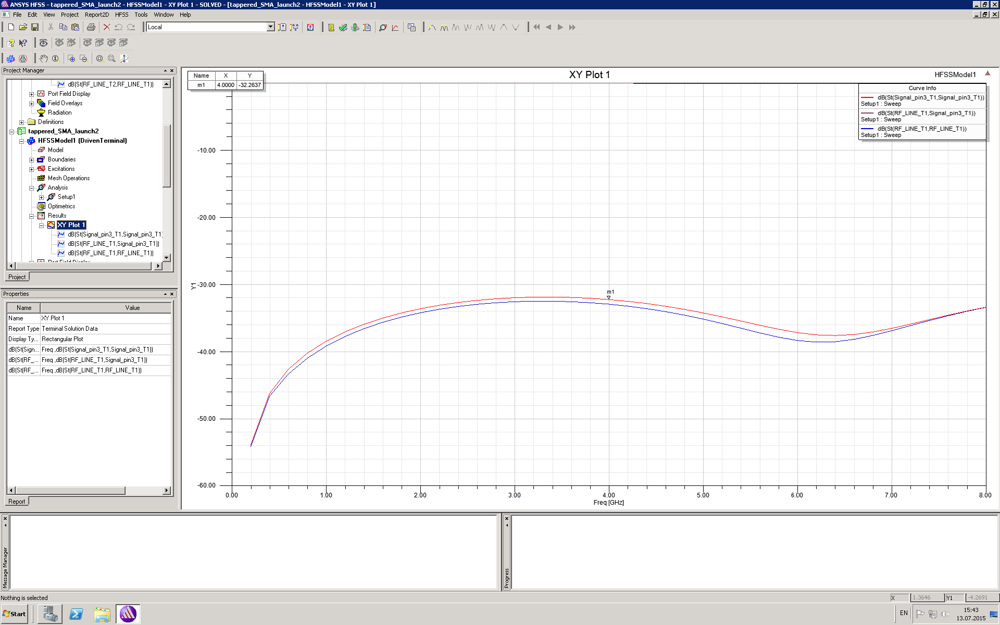 ANSYS HFSS - tappered_SMA_launch2 - HFSSModel1 - XY Plot 1 - SOLVED - [tappered_SMA_launch2 - HFSSModel1 - XY Plot 1]
File Edit View Project Report2D HFSS Tools Window Help
Local
Project Manager
dB(St(RF_LINE_T2,RF_LINE_T1))
Port Field Display
Field Overlays
Radiation
Definitions
tappered_SMA_launch2
HFSSModel1 (DrivenTerminal)
Model
Boundaries
Excitations
Mesh Operations
Analysis
Setup1
Optimetrics
Results
XY Plot 1
dB(St(Signal_pin3_T1,Signal_pin3_T1)
dB(St(RF_LINE_T1,Signal_pin3_T1))
dB(St(RF_LINE_T1,RF_LINE_T1))
Port Field Display
Project
Properties
Name Value
Name XY Plot 1
Report Type Terminal Solution Data
Display Ty... Rectangular Plot
dB(St(Sign... Freq ,dB(St(Signal_pin3_T1,Signal_pin3_T1))
dB(St(RF_... Freq ,dB(St(RF_LINE_T1,Signal_pin3_T1))
dB(St(RF_... Freq ,dB(St(RF_LINE_T1,RF_LINE_T1))
Report
Name X Y
m1 4.0000 -32.2637
XY Plot 1
HFSSModel1
Curve Info
dB(St(Signal_pin3_T1,Signal_pin3_T1))
Setup1 : Sweep
dB(St(RF_LINE_T1,Signal_pin3_T1))
Setup1 : Sweep
dB(St(RF_LINE_T1,RF_LINE_T1))
Setup1 : Sweep
-10.00
-20.00
-30.00
-40.00
-50.00
-60.00
Y1
m1
0.00 1.00 2.00 3.00 4.00 5.00 6.00 7.00 8.00
Freq [GHz]
Message Manager
Progress
Nothing is selected
X 1.3646 Y1 -4.2691
Start
EN
15:43
13.07.2015